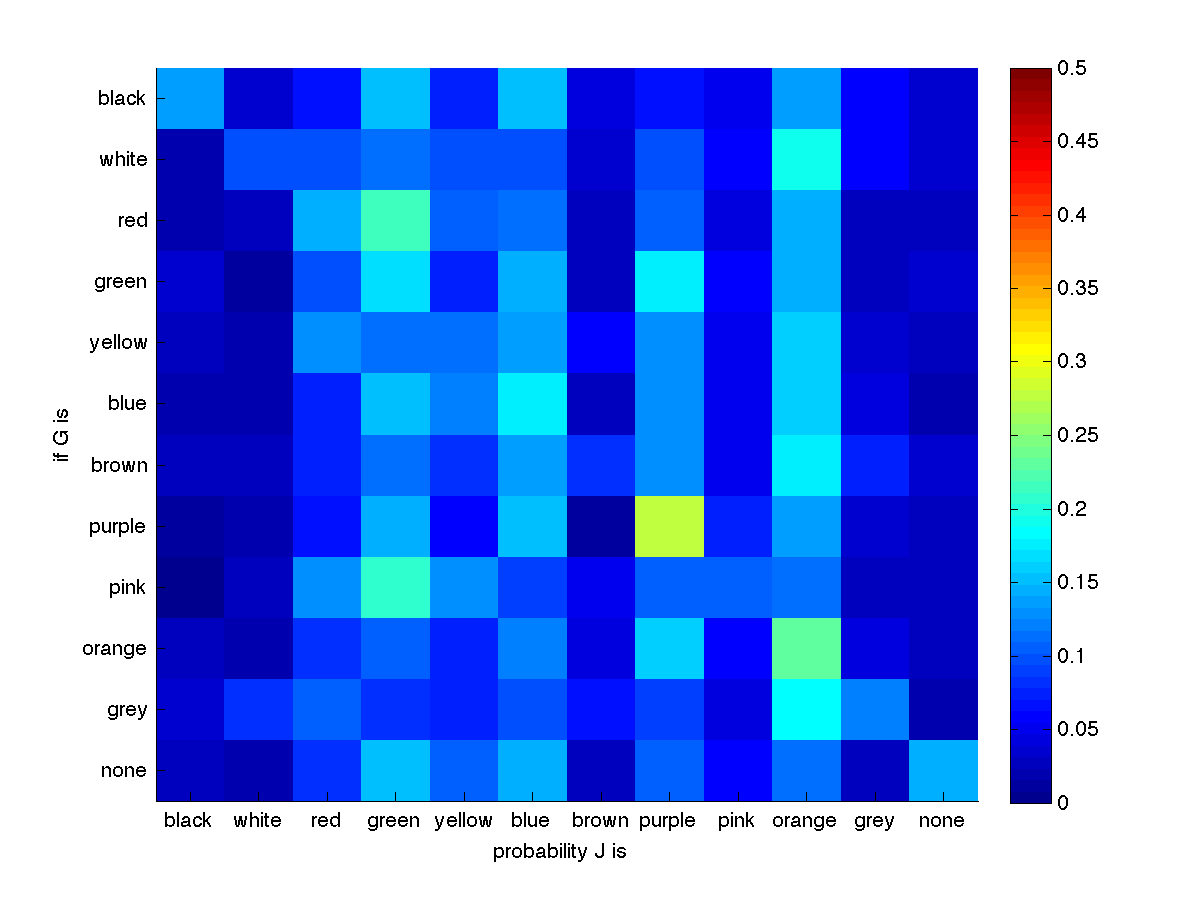 if G is
black
white
red
green
yellow
blue
brown
purple
pink
orange
grey
none
black white red green yellow blue brown purple pink orange grey none
probability J is
0.5
0.45
0.4
0.35
0.3
0.25
0.2
0.15
0.1
0.05
0